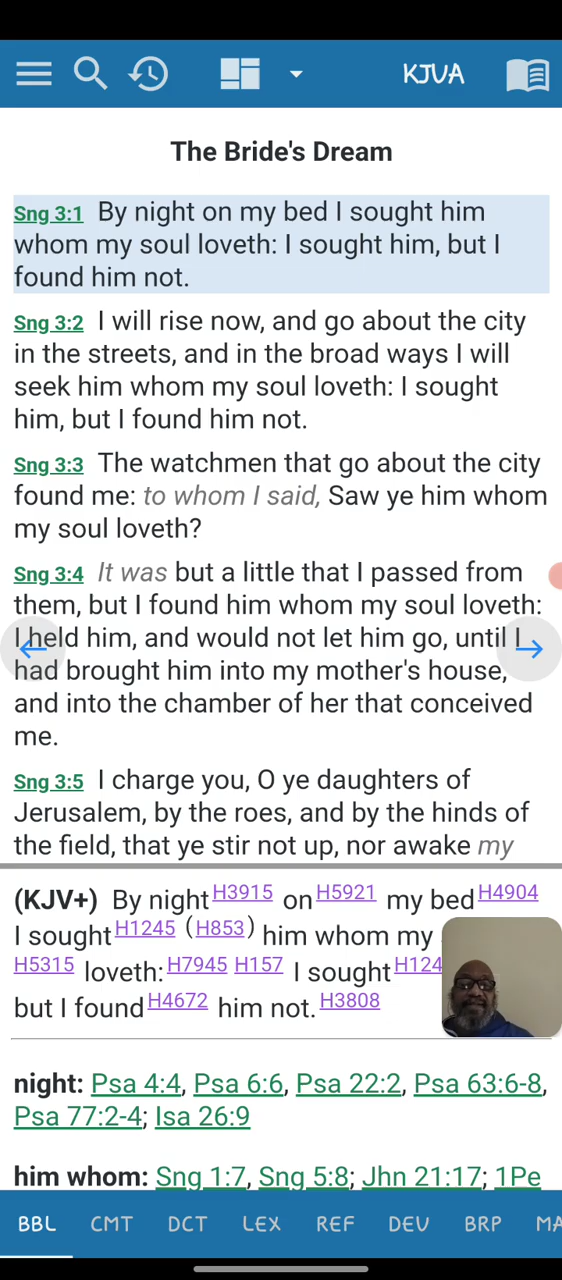 KJVA
The Bride's Dream
Sng 3:1 By night on my bed I sought him
whom my soul loveth: I sought him, but I
found him not.
Sng 3:2 I will rise now, and go about the city
in the streets, and in the broad ways I will
seek him whom my soul loveth: I sought
him, but I found him not.
Sng 3:3 The watchmen that go about the city
found me: to whom I said, Saw ye him whom
my soul loveth?
Sng 3:4 It was but a little that I passed from
them, but I found him whom my soul loveth:
I held him, and would not let him go, until I
had brought him into my mother's house,
and into the chamber of her that conceived
me.
Sng 3:5 I charge you, O ye daughters of
Jerusalem, by the roes, and by the hinds of
the field, that ye stir not up, nor awake my
(KJV+) By night H3915 on H5921 my bed H4904
I sought H1245 (H853) him whom my
H5315 loveth: H7945 H157 I sought H124
but I found H4672 him not. H3808
night: Psa 4:4, Psa 6:6, Psa 22:2, Psa 63:6-8,
Psa 77:2-4; Isa 26:9
him whom: Sng 1:7, Sng 5:8; Jhn 21:17; 1Pe
BBL CMT DCT LEX REF DEV BRP MA